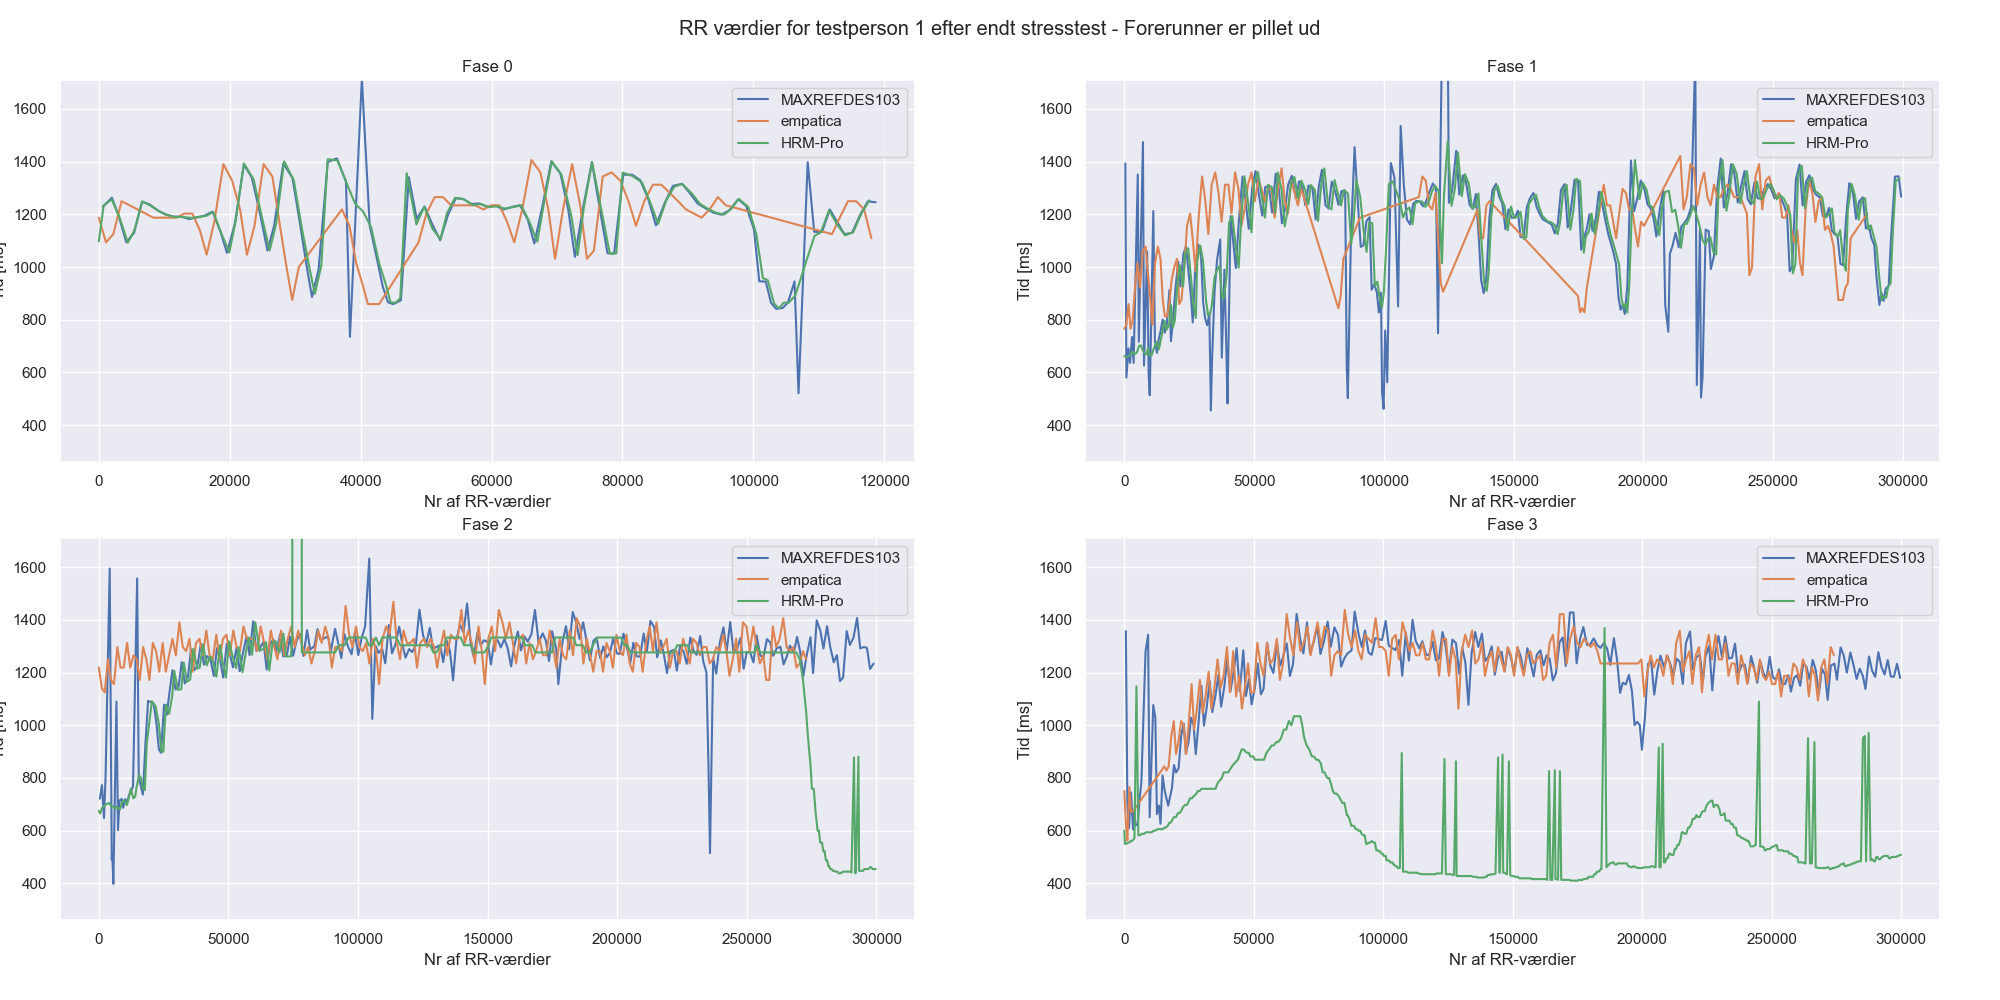 RR værdier for testperson 1 efter endt stresstest - Forerunner er pillet ud
Fase 0
1600
1400
1200
1000
800
600
400
MAXREFDES103
empatica
HRM-Pro
0 20000 40000 60000 80000 100000 120000
Nr af RR-værdier
Fase 1
Tid [ms]
1600
1400
1200
1000
800
600
400
MAXREFDES103
empatica
HRM-Pro
0 50000 100000 150000 200000 250000 300000
Nr af RR-værdier
Fase 2
1600
1400
1200
1000
800
600
400
MAXREFDES103
empatica
HRM-Pro
0 50000 100000 150000 200000 250000 300000
Nr af RR-værdier
Fase 3
Tid [ms]
1600
1400
1200
1000
800
600
400
MAXREFDES103
empatica
HRM-Pro
0 50000 100000 150000 200000 250000 300000
Nr af RR-værdier